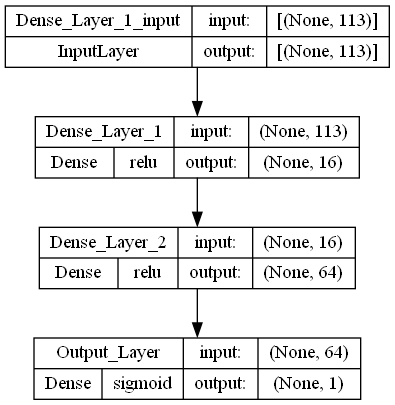 Dense_Layer_1_input input: [(None, 113)]
InputLayer output: [(None, 113)]
Dense_Layer_1 input: (None, 113)
Dense relu output: (None, 16)
Dense_Layer_2 input: (None, 16)
Dense relu output: (None, 64)
Output_Layer input: (None, 64)
Dense sigmoid output: (None, 1)